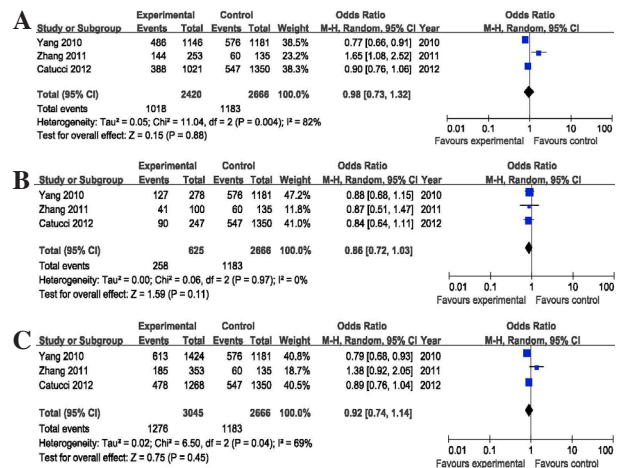 A
Experimental Control Odds Ratio Odds Ratio
Study or Subgroup Events Total Events Total Weight M-H, Random, 95% CI Year M-H, Random, 95% CI
Yang 2010 486 1146 576 1181 38.5% 0.77 [0.66, 0.91] 2010
Zhang 2011 144 253 60 135 23.2% 1.65 [1.08, 2.52] 2011
Catucci 2012 388 1021 547 1350 38.3% 0.90 [0.76, 1.06] 2012
Total (95% CI) 2420 2666 100.0% 0.98 [0.73, 1.32]
Total events 1018 1183
Heterogeneity: Tau² = 0.05; Chi² = 11.04, df = 2 (P = 0.004); I² = 82%
Test for overall effect: Z = 0.15 (P = 0.88)
0.01 0.1 1 10 100
Favours experimental Favours control
B
Experimental Control Odds Ratio Odds Ratio
Study or Subgroup Events Total Events Total Weight M-H, Random, 95% CI Year M-H, Random, 95% CI
Yang 2010 127 278 576 1181 47.2% 0.88 [0.68, 1.15] 2010
Zhang 2011 41 100 60 135 11.8% 0.87 [0.51, 1.47] 2011
Catucci 2012 90 247 547 1350 41.0% 0.84 [0.64, 1.11] 2012
Total (95% CI) 625 2666 100.0% 0.86 [0.72, 1.03]
Total events 258 1183
Heterogeneity: Tau² = 0.00; Chi² = 0.06, df = 2 (P = 0.97); I² = 0%
Test for overall effect: Z = 1.59 (P = 0.11)
0.01 0.1 1 10 100
Favours experimental Favours control
C
Experimental Control Odds Ratio Odds Ratio
Study or Subgroup Events Total Events Total Weight M-H, Random, 95% CI Year M-H, Random, 95% CI
Yang 2010 613 1424 576 1181 40.8% 0.79 [0.68, 0.93] 2010
Zhang 2011 185 353 60 135 18.7% 1.38 [0.92, 2.05] 2011
Catucci 2012 478 1268 547 1350 40.5% 0.89 [0.76, 1.04] 2012
Total (95% CI) 3045 2666 100.0% 0.92 [0.74, 1.14]
Total events 1276 1183
Heterogeneity: Tau² = 0.02; Chi² = 6.50, df = 2 (P = 0.04); I² = 69%
Test for overall effect: Z = 0.75 (P = 0.45)
0.01 0.1 1 10 100
Favours experimental Favours control